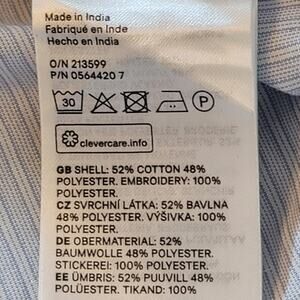 Made in India
Fabriqué en Inde
Hecho en India
O/N 213599
P/N 0564420 7
30
P
clevercare.info
GB SHELL: 52% COTTON 48%
POLYESTER. EMBROIDERY: 100%
POLYESTER.
CZ SVRCHNÍ LÁTKA: 52% BAVLNA
48% POLYESTER. VÝŠIVKA: 100%
POLYESTER.
DE OBERMATERIAL: 52%
BAUMWOLLE 48% POLYESTER.
STICKEREI: 100% POLYESTER.
EE ÜMBRIS: 52% PUUVILL 48%
POLÜESTER. TIKAND: 100%